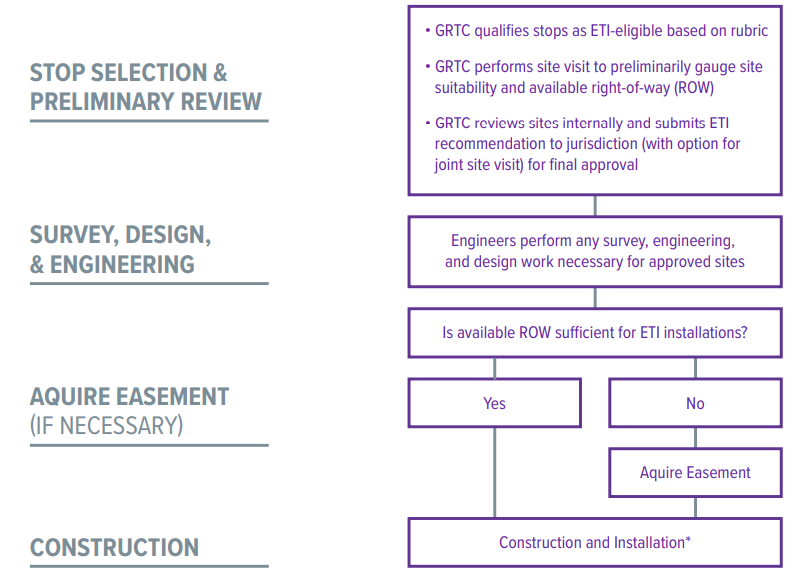 STOP SELECTION &
PRELIMINARY REVIEW
• GRTC qualifies stops as ETI-eligible based on rubric
• GRTC performs site visit to preliminarily gauge site
suitability and available right-of-way (ROW)
• GRTC reviews sites internally and submits ETI
recommendation to jurisdiction (with option for
joint site visit) for final approval
SURVEY, DESIGN,
& ENGINEERING
Engineers perform any survey, engineering,
and design work necessary for approved sites
Is available ROW sufficient for ETI installations?
AQUIRE EASEMENT
(IF NECESSARY)
Yes
No
Aquire Easement
CONSTRUCTION
Construction and Installation*